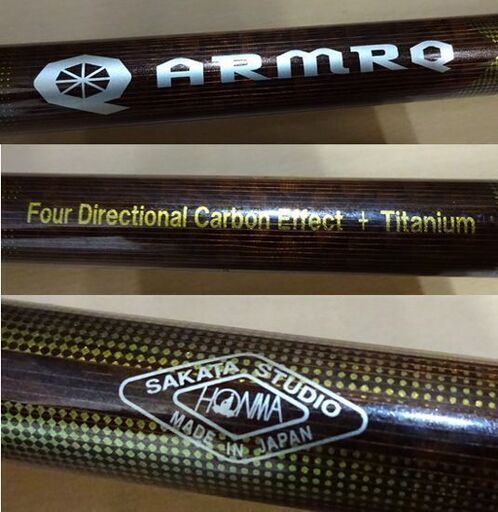 ARMRQ
Four Directional Carbon Effect + Titanium
SAKATA STUDIO
HONMA
MADE IN JAPAN